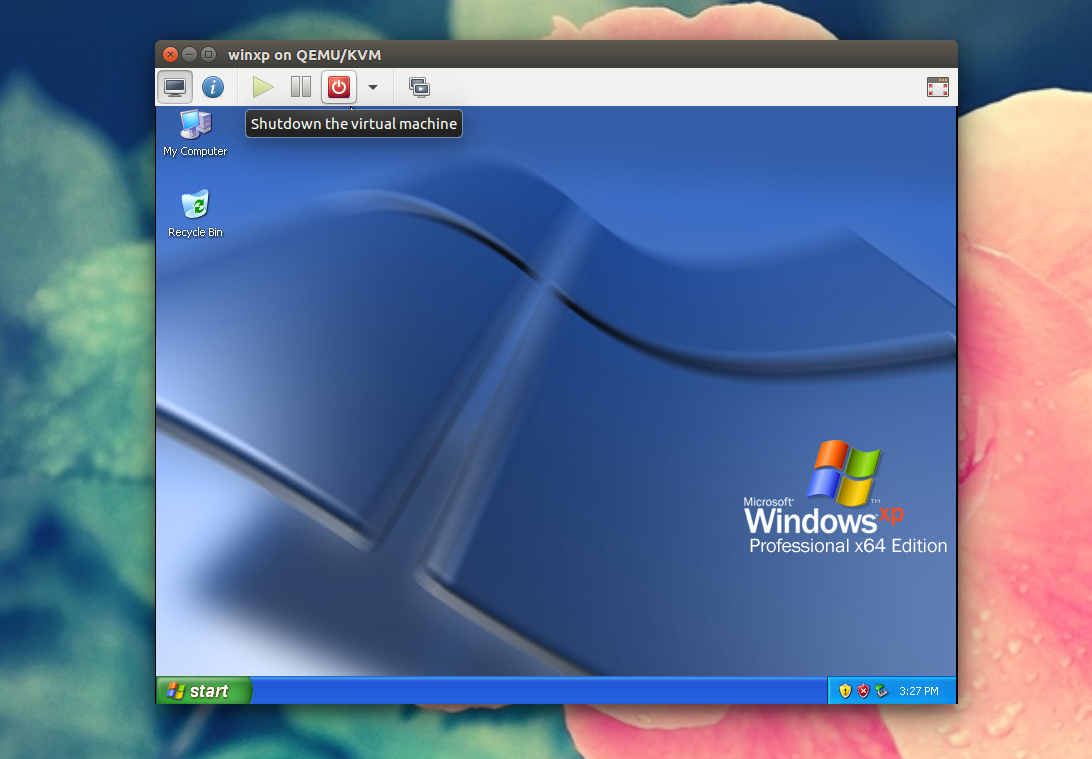 winxp on QEMU/KVM
Shutdown the virtual machine
My Computer
Recycle Bin
Microsoft
Windows xp
Professional x64 Edition
start
3:27 PM